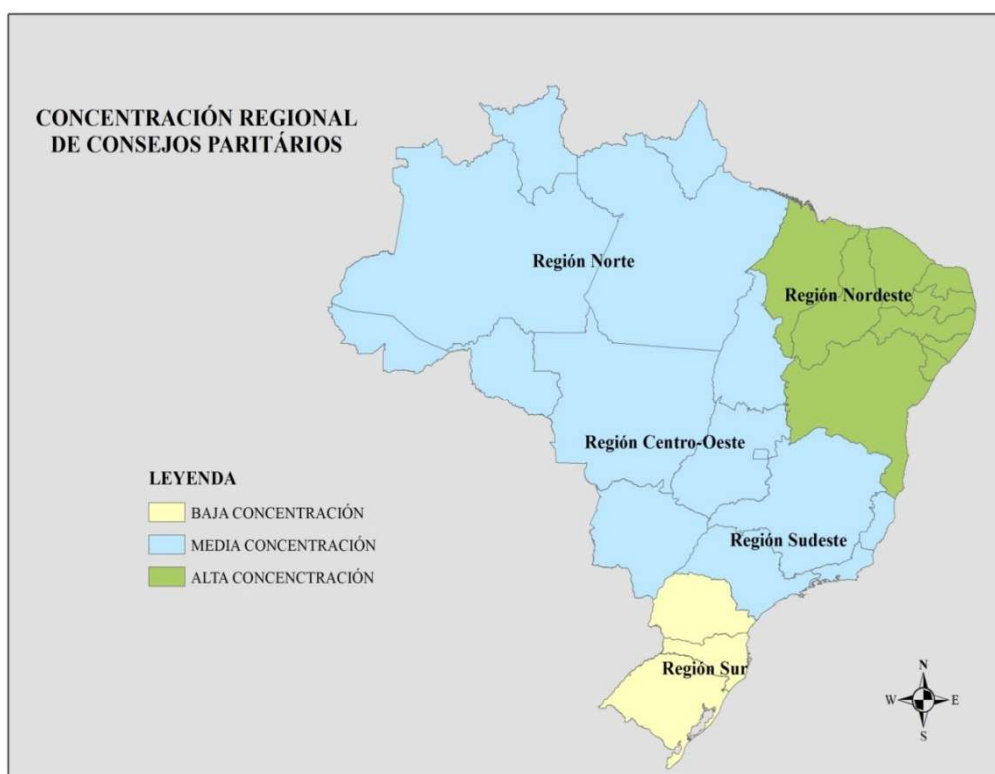 CONCENTRACIÓN REGIONAL
DE CONSEJOS PARITÁRIOS
Región Norte
Región Nordeste
Región Centro-Oeste
Región Sudeste
Región Sur
LEYENDA
BAJA CONCENTRACIÓN
MEDIA CONCENTRACIÓN
ALTA CONCENCTRACIÓN
N
W E
S